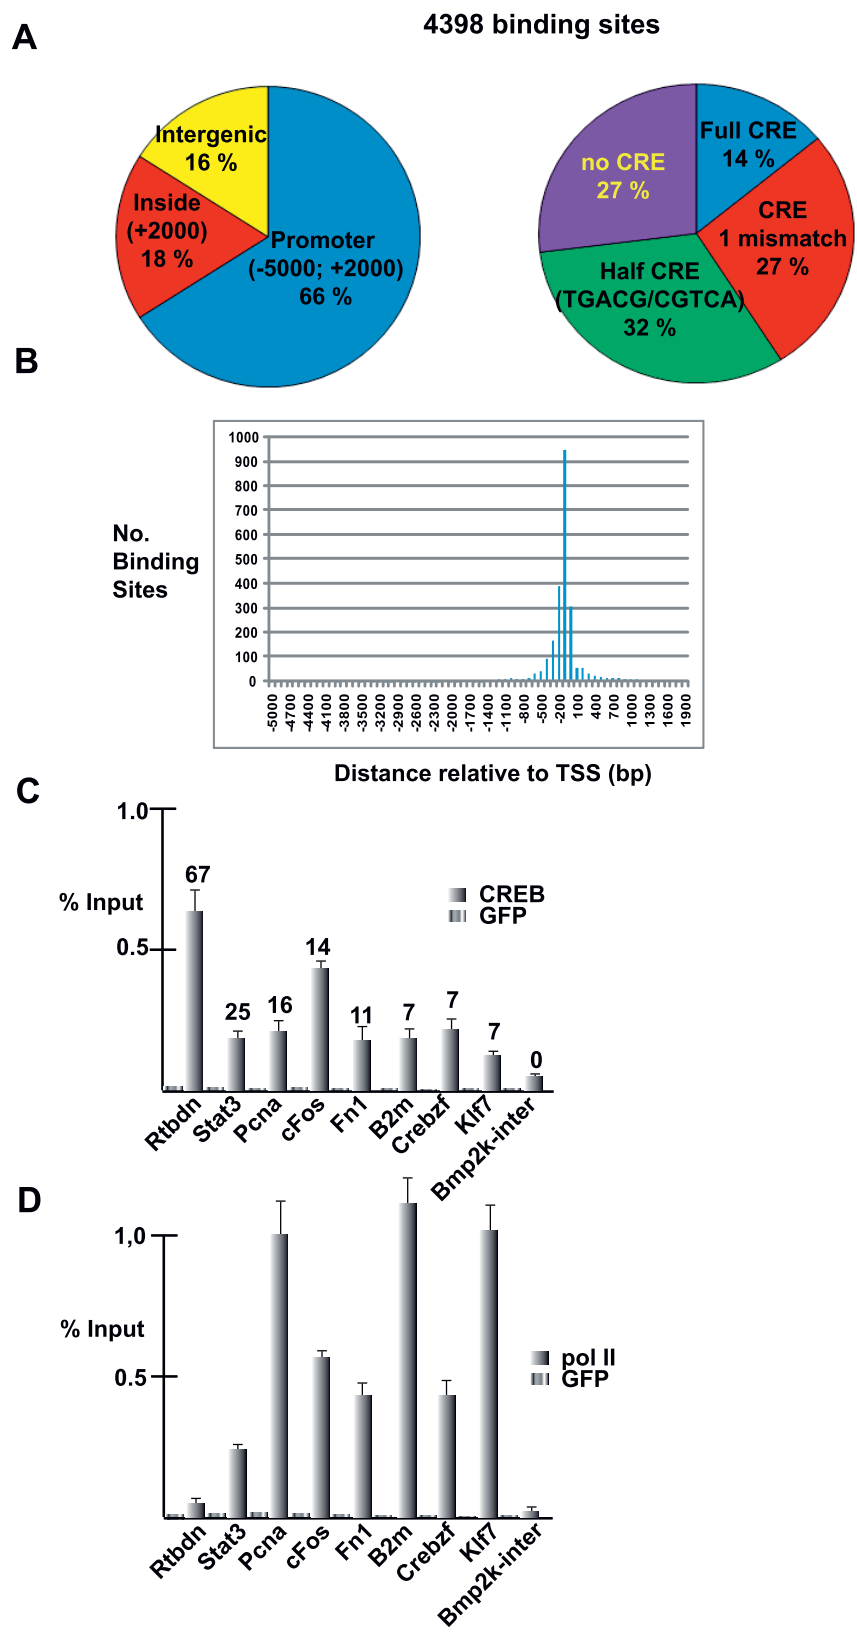 A
4398 binding sites
Intergenic
16 %
Inside
(+2000)
18 %
Promoter
(-5000; +2000)
66 %
no CRE
27 %
Full CRE
14 %
CRE
1 mismatch
27 %
Half CRE
(TGACG/CGTCA)
32 %
B
No.
Binding
Sites
1000
900
800
700
600
500
400
300
200
100
0
-5000
-4700
-4400
-4100
-3800
-3500
-3200
-2900
-2600
-2300
-2000
-1700
-1400
-1100
-800
-500
-200
100
400
700
1000
1300
1600
1900
Distance relative to TSS (bp)
C
1.0
% Input
0.5
67
25
16
14
11
7
7
7
0
CREB
GFP
Rtbdn
Stat3
Pcna
cFos
Fn1
B2m
Crebzf
Klf7
Bmp2k-inter
D
1,0
% Input
0.5
pol II
GFP
Rtbdn
Stat3
Pcna
cFos
Fn1
B2m
Crebzf
Klf7
Bmp2k-inter